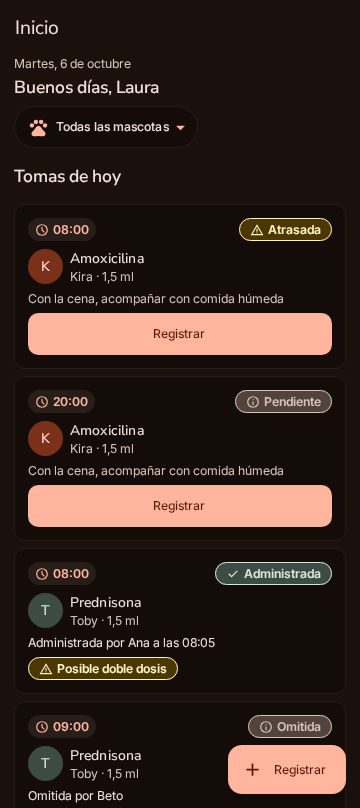 Inicio
Martes, 6 de octubre
Buenos días, Laura
Todas las mascotas
Tomas de hoy
08:00
Atrasada
K
Amoxicilina
Kira · 1,5 ml
Con la cena, acompañar con comida húmeda
Registrar
20:00
Pendiente
K
Amoxicilina
Kira · 1,5 ml
Con la cena, acompañar con comida húmeda
Registrar
08:00
Administrada
T
Prednisona
Toby · 1,5 ml
Administrada por Ana a las 08:05
Posible doble dosis
09:00
Omitida
T
Prednisona
Toby · 1,5 ml
Registrar
Omitida por Beto